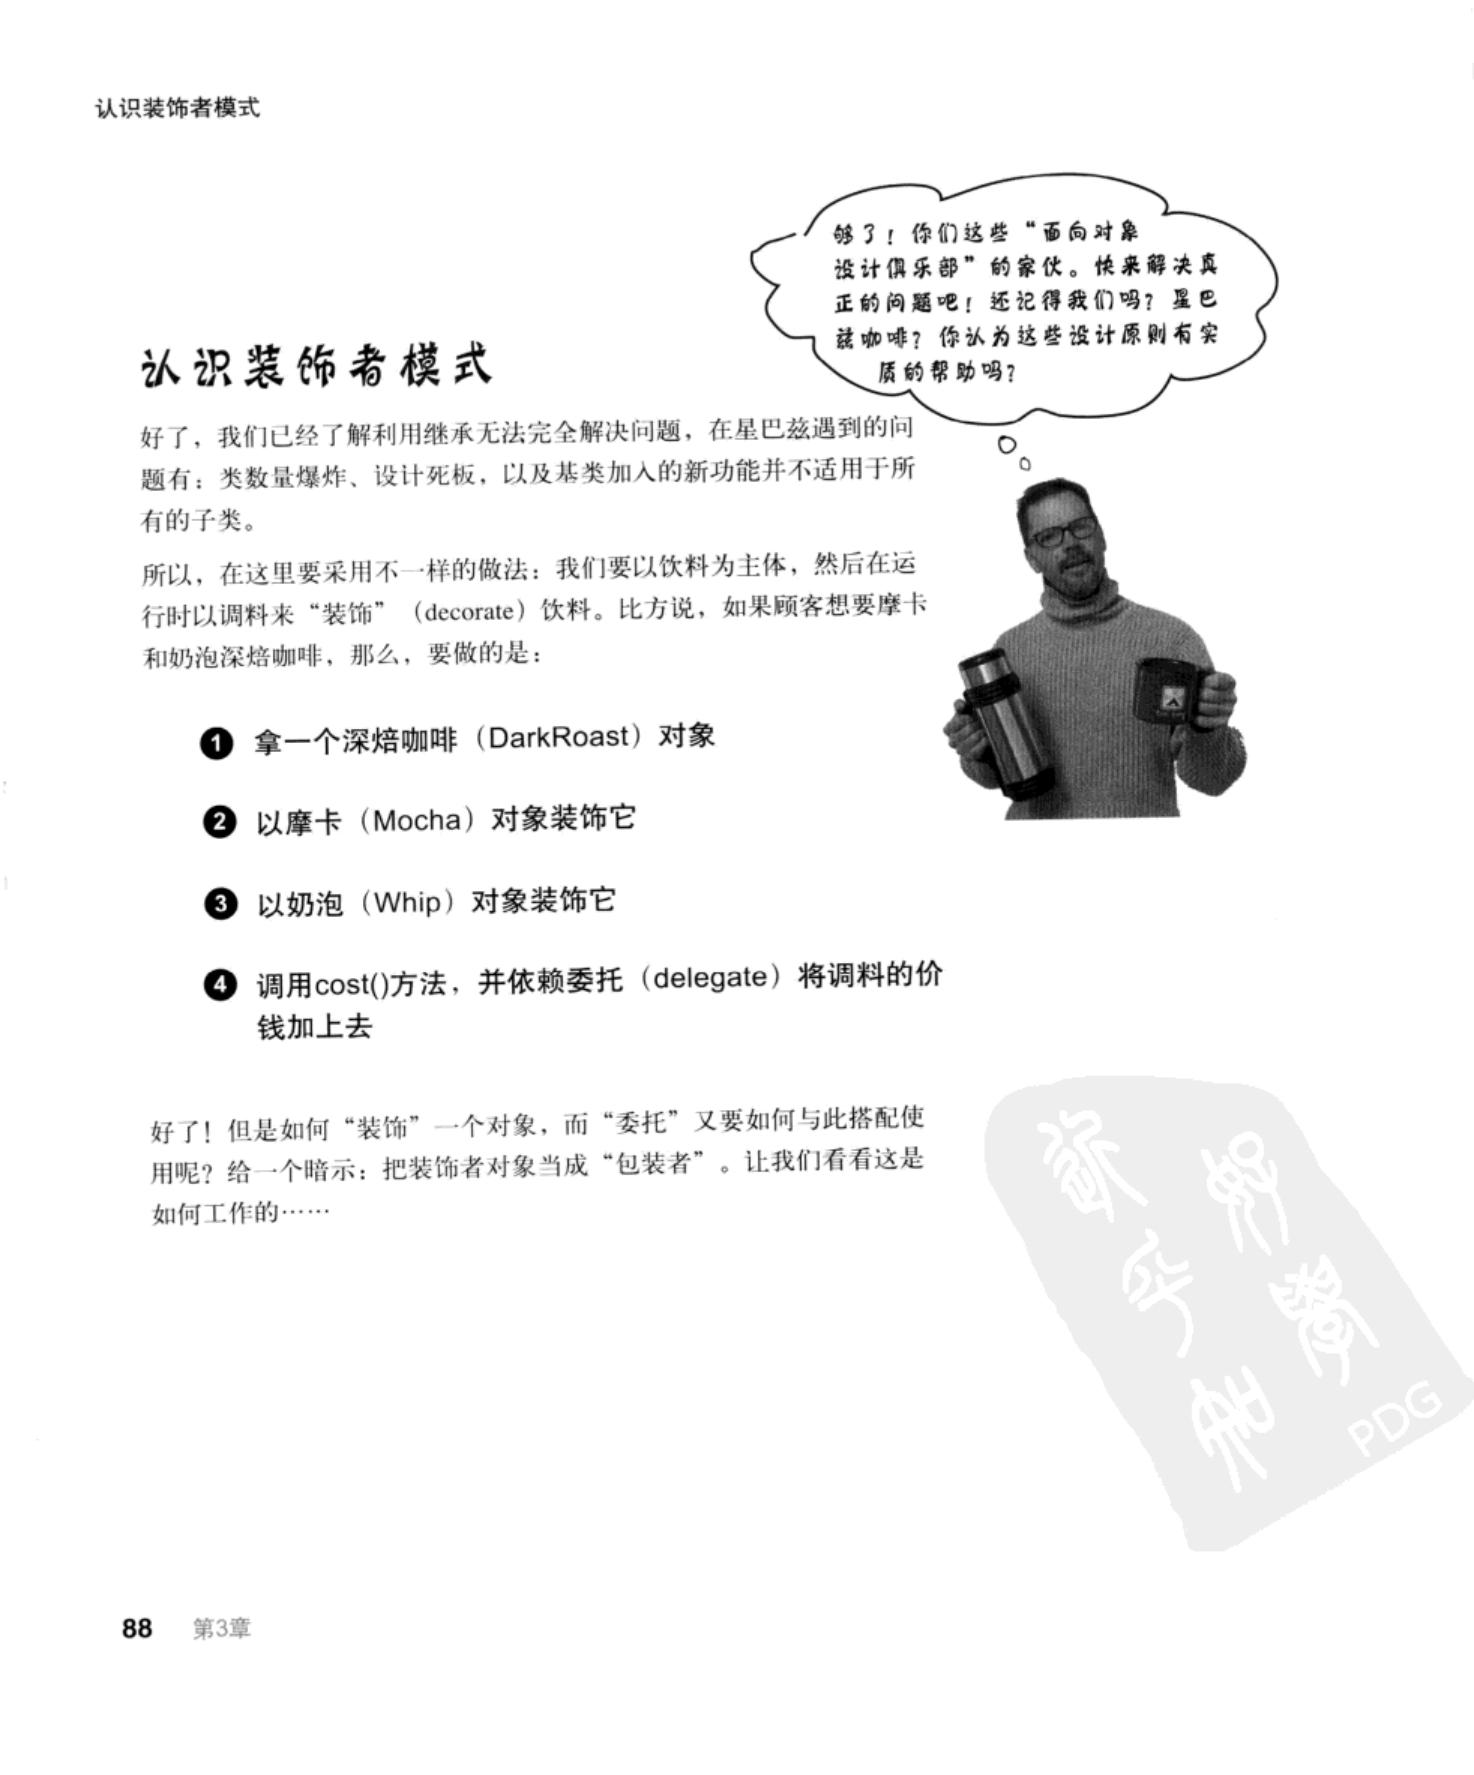 认识装饰者模式
够了！你们这些“面向对象
设计俱乐部”的家伙。快来解决真
正的问题吧！还记得我们吗？星巴
兹咖啡？你认为这些设计原则有实
质的帮助吗？
认识装饰者模式
好了，我们已经了解利用继承无法完全解决问题，在星巴兹遇到的问
题有：类数量爆炸、设计死板，以及基类加入的新功能并不适用于所
有的子类。
所以，在这里要采用不一样的做法：我们要以饮料为主体，然后在运
行时以调料来“装饰”（decorate）饮料。比方说，如果顾客想要摩卡
和奶泡深焙咖啡，那么，要做的是：
1 拿一个深焙咖啡（DarkRoast）对象
2 以摩卡（Mocha）对象装饰它
3 以奶泡（Whip）对象装饰它
4 调用cost()方法，并依赖委托（delegate）将调料的价
钱加上去
好了！但是如何“装饰”一个对象，而“委托”又要如何与此搭配使
用呢？给一个暗示：把装饰者对象当成“包装者”。让我们看看这是
如何工作的……
PDG
88 第3章